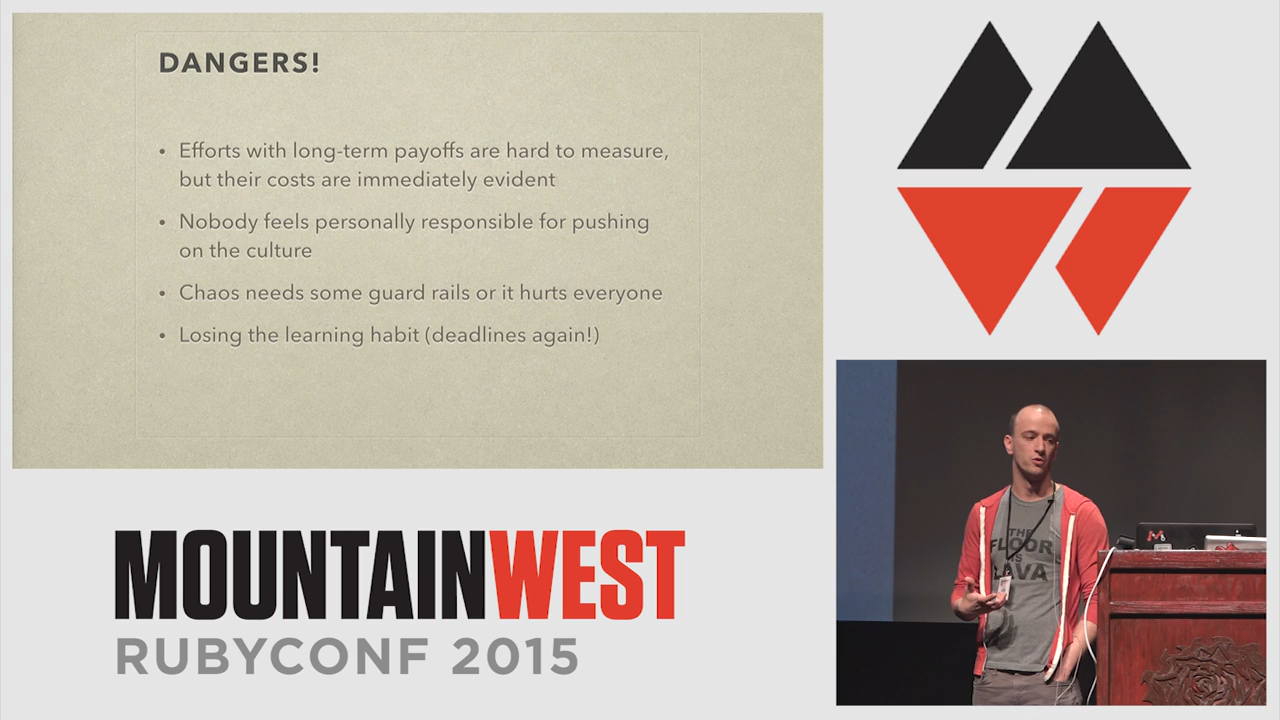 DANGERS!
• Efforts with long-term payoffs are hard to measure,
but their costs are immediately evident
• Nobody feels personally responsible for pushing
on the culture
• Chaos needs some guard rails or it hurts everyone
• Losing the learning habit (deadlines again!)
MOUNTAINWEST
RUBYCONF 2015
THE
FLOOR
IS
LAVA